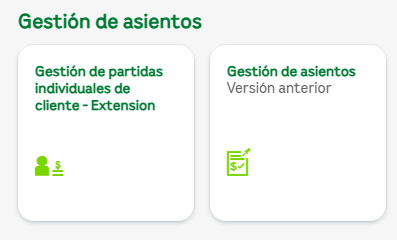 Gestión de asientos
Gestión de partidas
individuales de
cliente - Extension
Gestión de asientos
Versión anterior
$
$